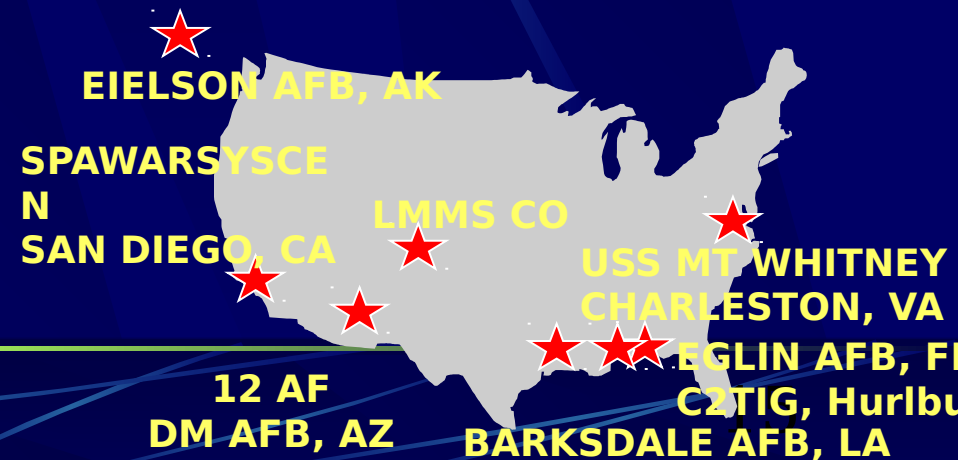 EIELSON AFB, AK
SPAWARSYSCE
N
SAN DIEGO, CA
LMMS CO
USS MT WHITNEY
CHARLESTON, VA
EGLIN AFB, F
C2TIG, Hurlbu
12 AF
DM AFB, AZ
BARKSDALE AFB, LA